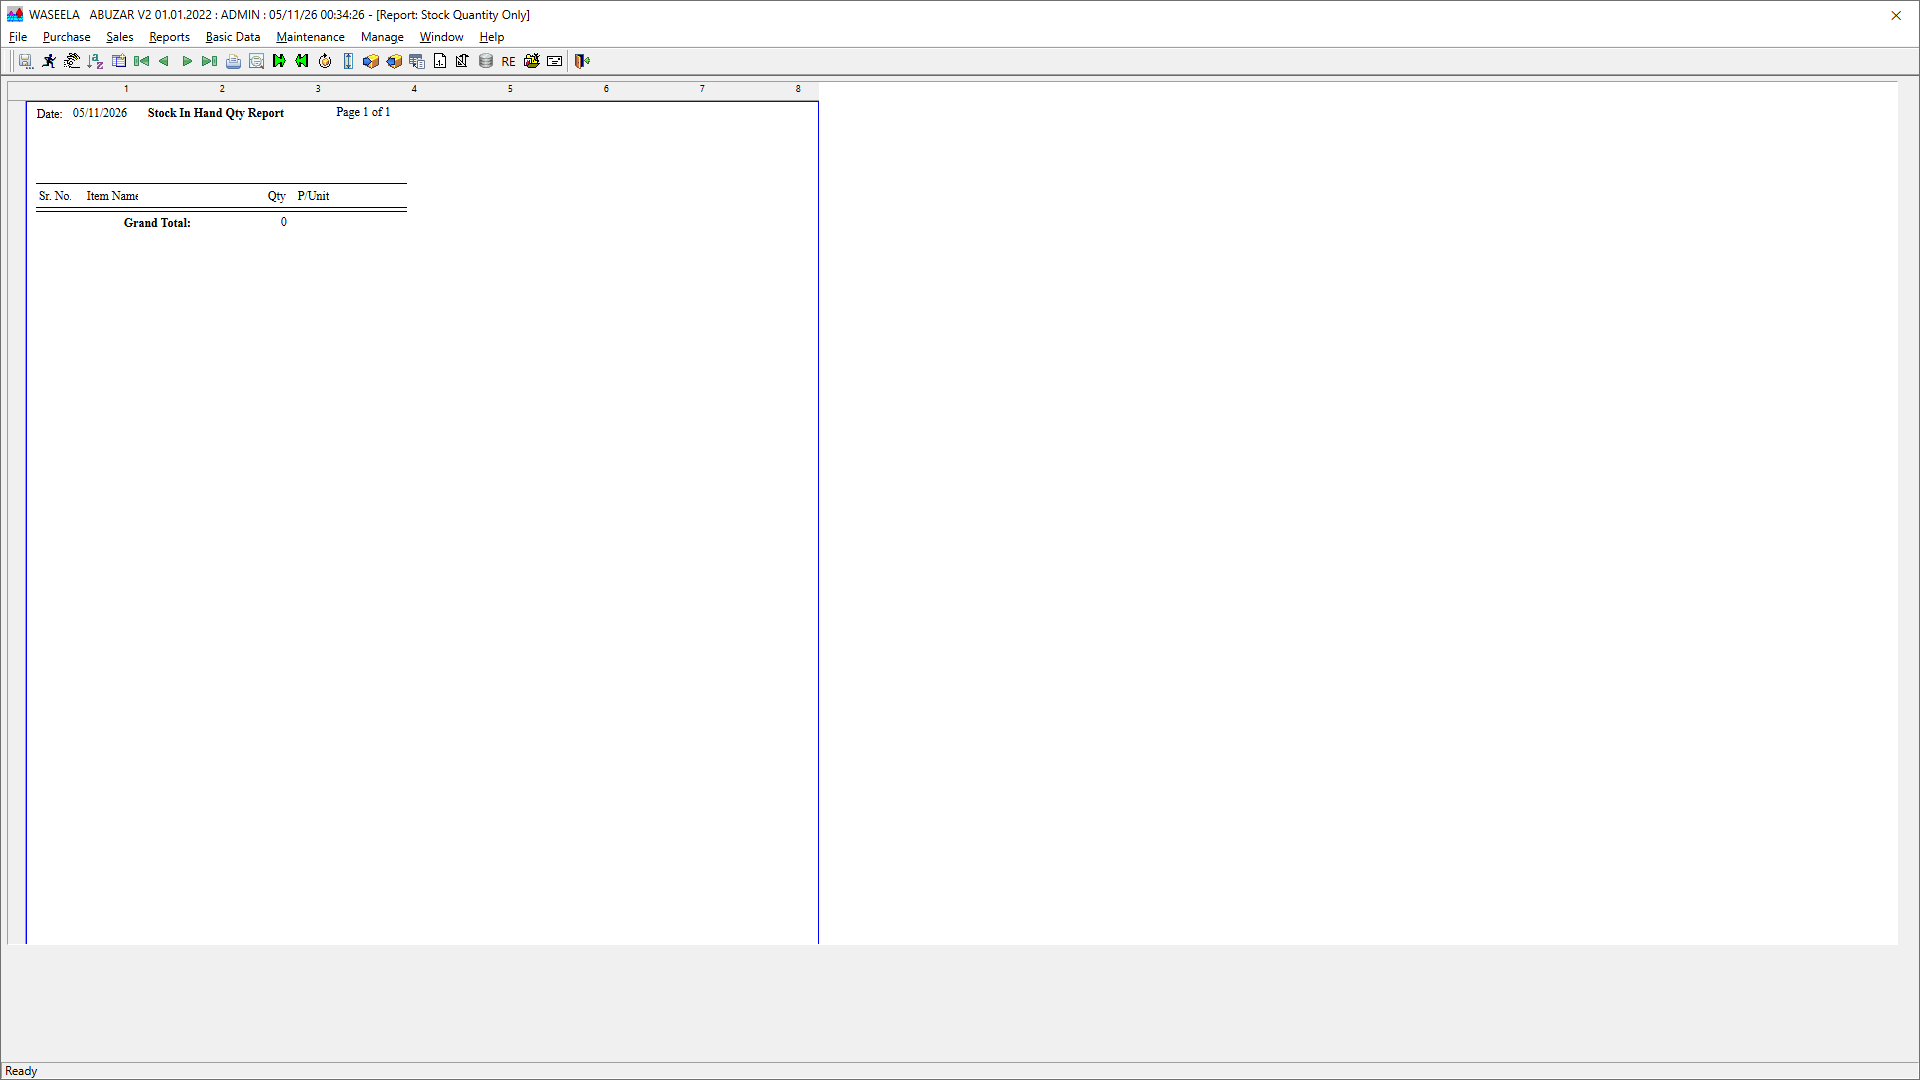 WASEELA   ABUZAR V2 01.01.2022 : ADMIN : 05/11/26 00:34:26 - [Report: Stock Quantity Only]
File Purchase Sales Reports Basic Data Maintenance Manage Window Help
RE
1 2 3 4 5 6 7 8
Date: 05/11/2026 Stock In Hand Qty Report Page 1 of 1
Sr. No. Item Name Qty P/Unit
Grand Total: 0
Ready